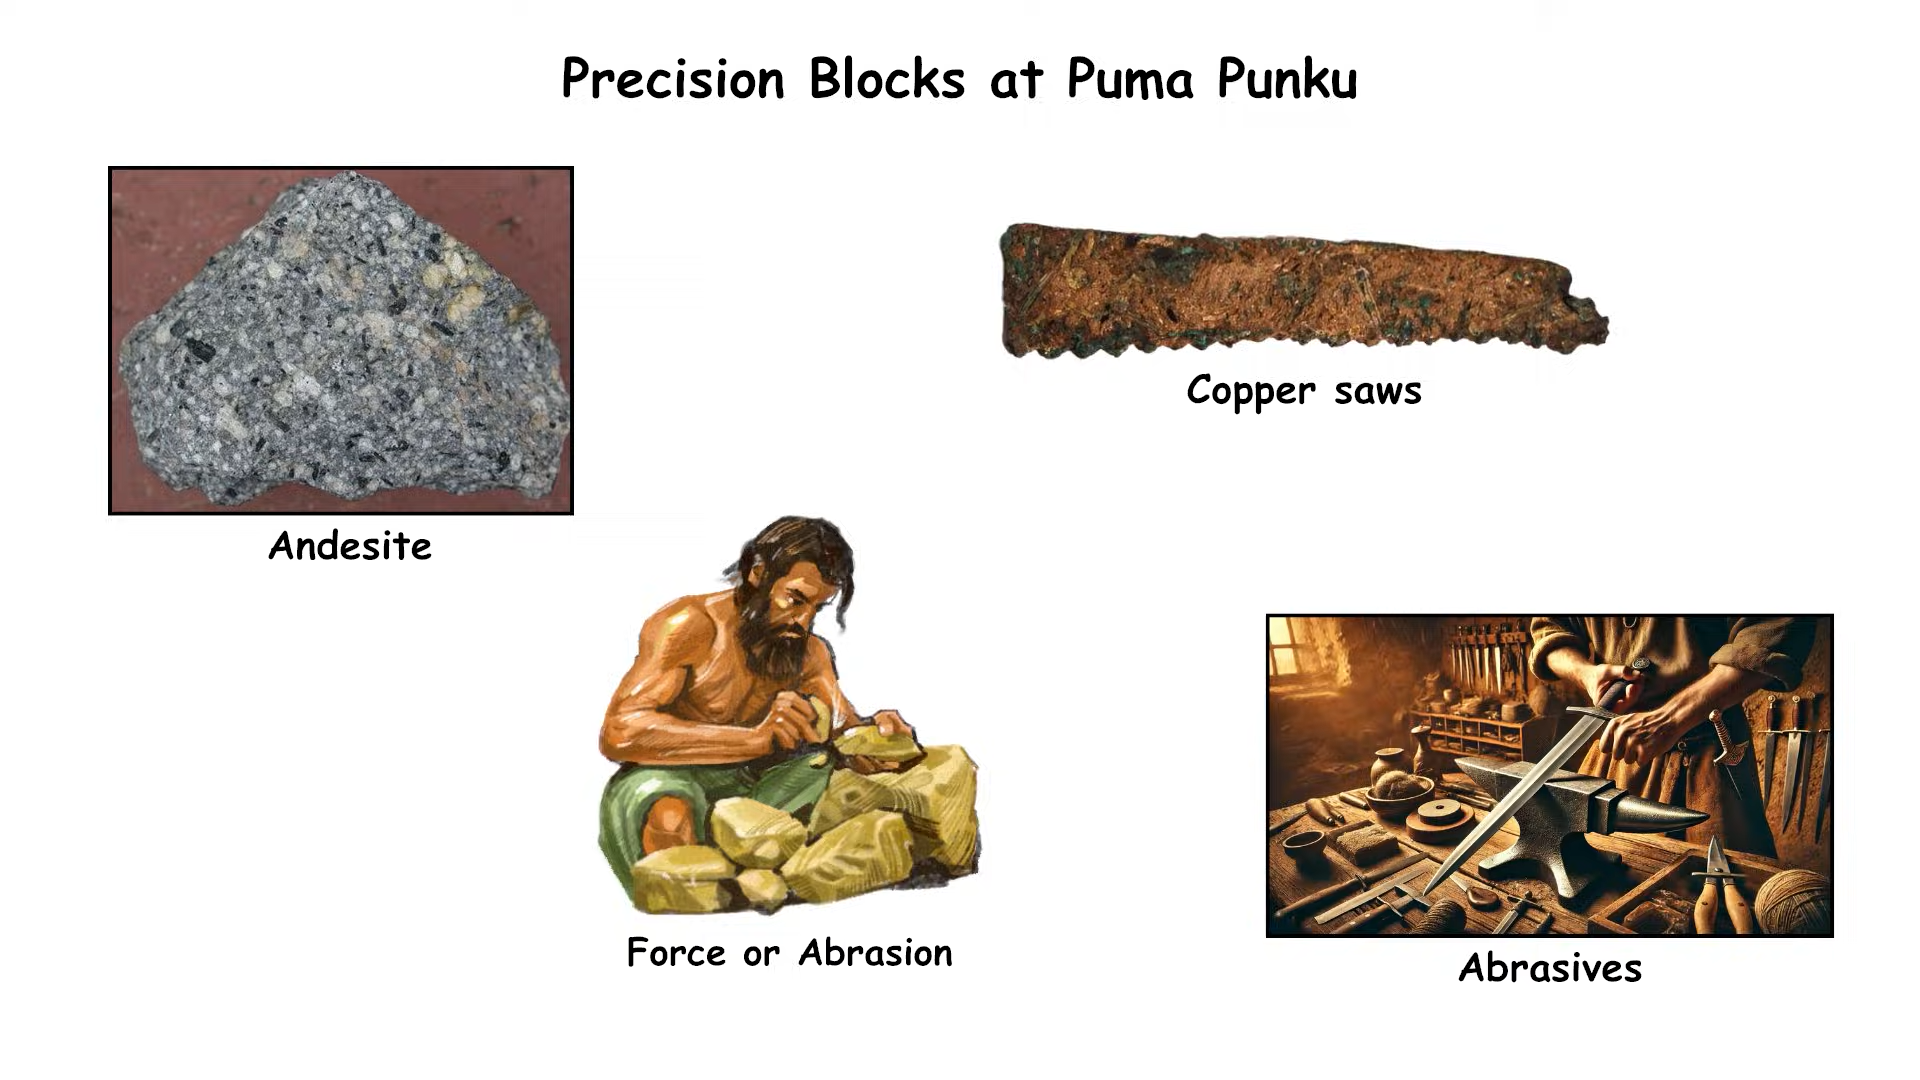 Precision Blocks at Puma Punku
Andesite
Copper saws
Force or Abrasion
Abrasives